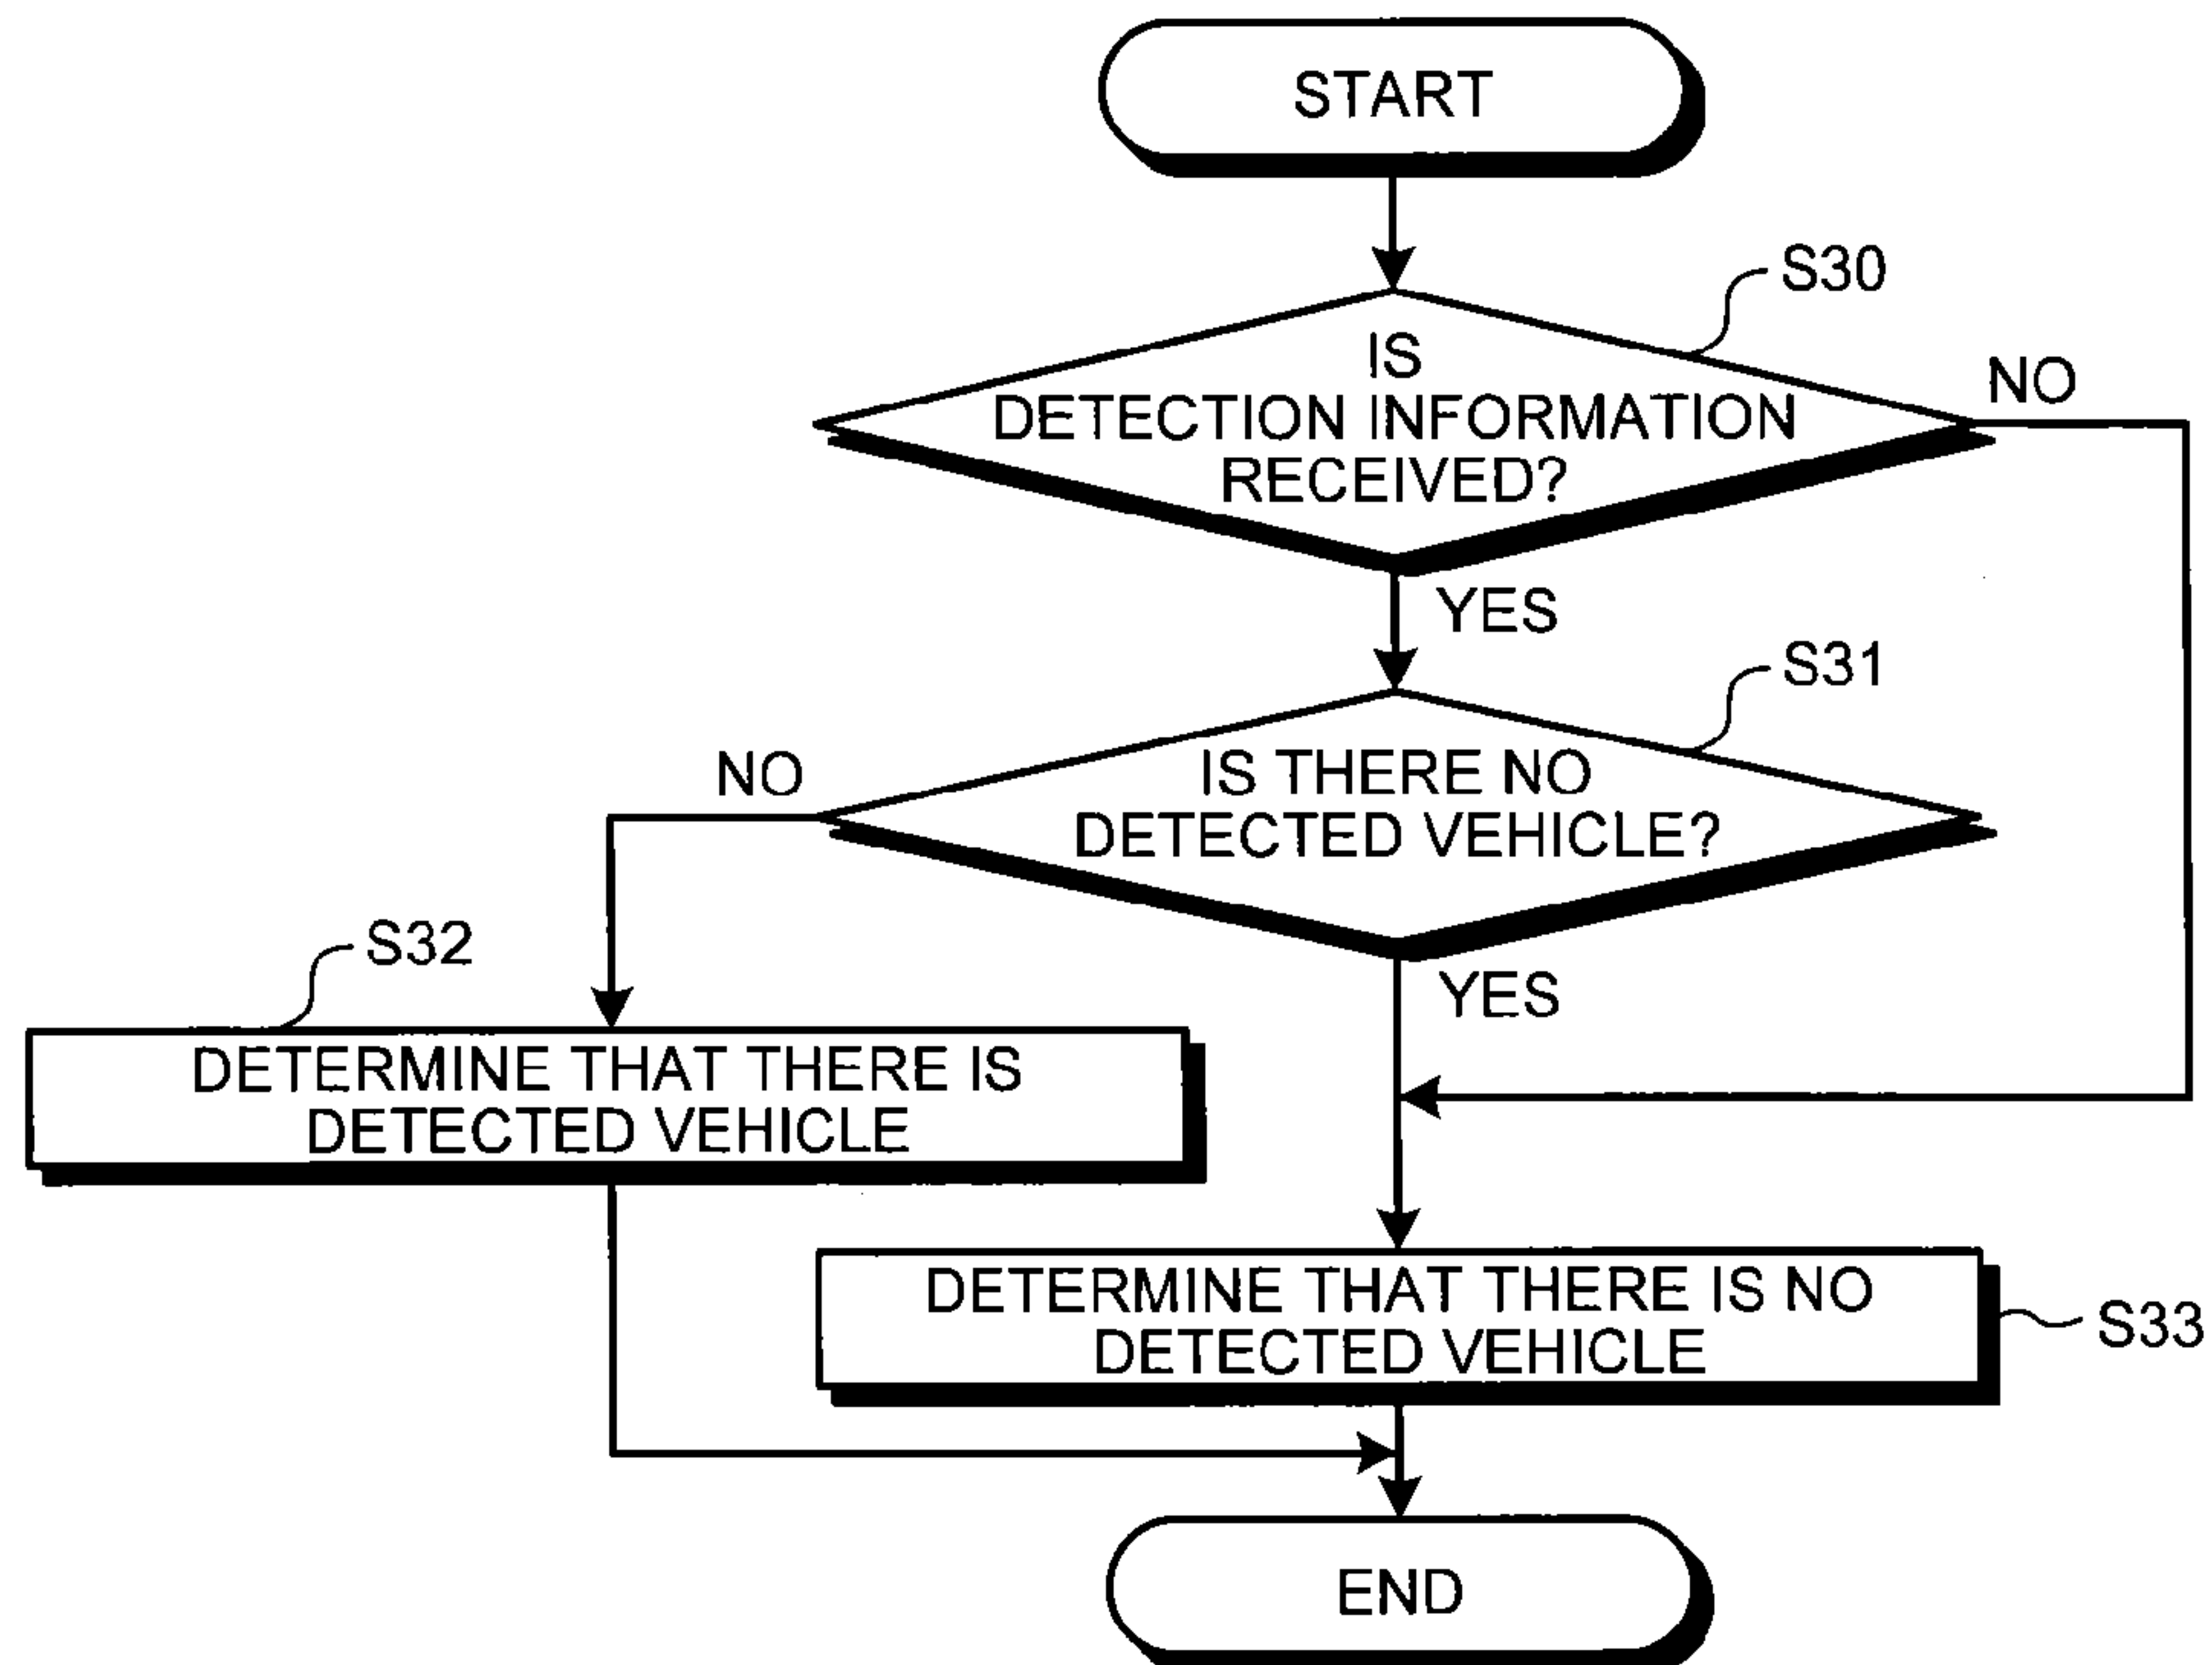 START
S30
IS
DETECTION INFORMATION
RECEIVED?
NO
YES
S31
IS THERE NO
DETECTED VEHICLE?
NO
YES
S32
DETERMINE THAT THERE IS
DETECTED VEHICLE
DETERMINE THAT THERE IS NO
DETECTED VEHICLE
S33
END